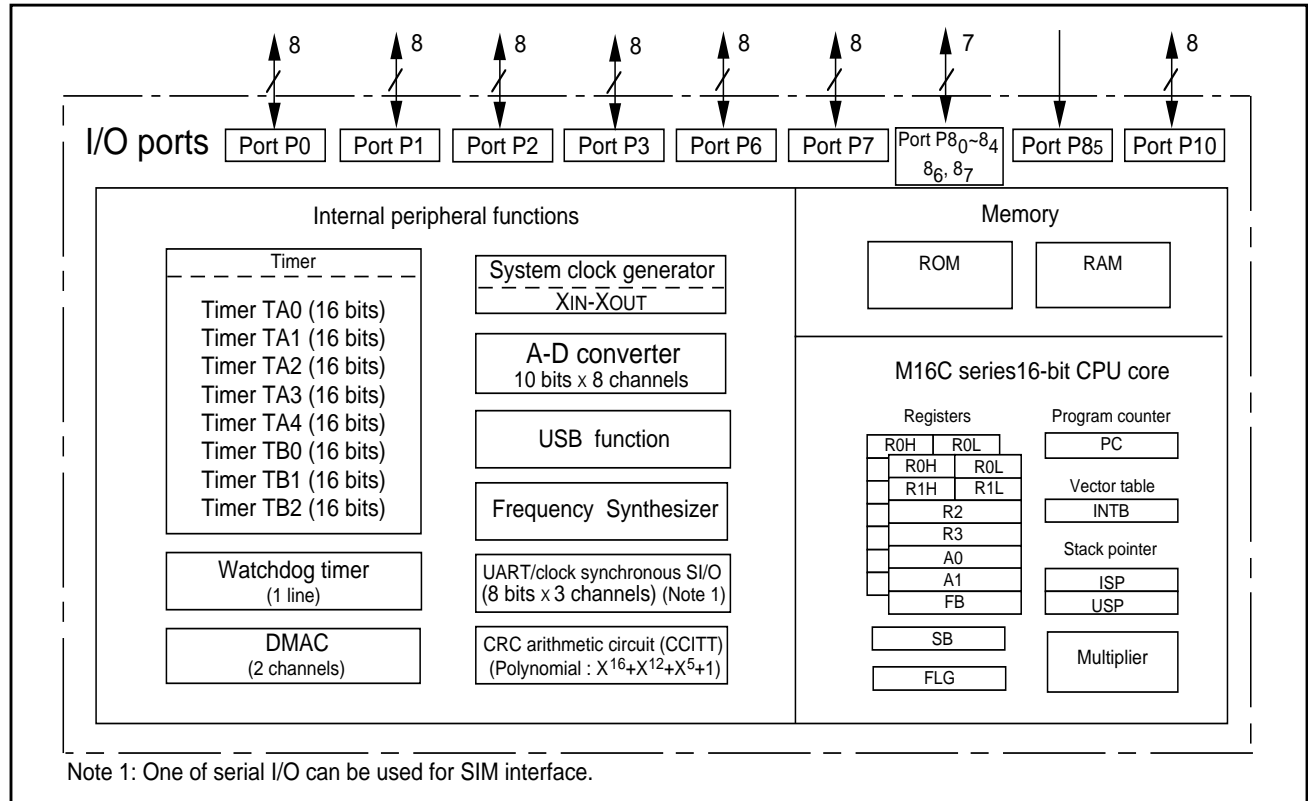 8 8 8 8 8 8 7 8
I/O ports
Port P0
Port P1
Port P2
Port P3
Port P6
Port P7
Port P80~84
86, 87
Port P85
Port P10
Internal peripheral functions
Timer
Timer TA0 (16 bits)
Timer TA1 (16 bits)
Timer TA2 (16 bits)
Timer TA3 (16 bits)
Timer TA4 (16 bits)
Timer TB0 (16 bits)
Timer TB1 (16 bits)
Timer TB2 (16 bits)
Watchdog timer
(1 line)
DMAC
(2 channels)
System clock generator
XIN-XOUT
A-D converter
10 bits x 8 channels
USB function
Frequency Synthesizer
UART/clock synchronous SI/O
(8 bits x 3 channels) (Note 1)
CRC arithmetic circuit (CCITT)
(Polynomial : X16+X12+X5+1)
Memory
ROM
RAM
M16C series16-bit CPU core
Registers
R0H R0L
R0H R0L
R1H R1L
R2
R3
A0
A1
FB
SB
FLG
Program counter
PC
Vector table
INTB
Stack pointer
ISP
USP
Multiplier
Note 1: One of serial I/O can be used for SIM interface.